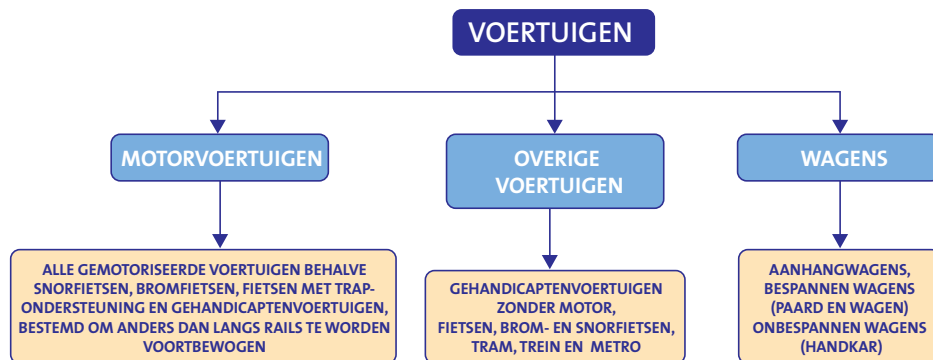 VOERTUIGEN
MOTORVOERTUIGEN
OVERIGE
VOERTUIGEN
WAGENS
ALLE GEMOTORISEERDE VOERTUIGEN BEHALVE
SNORFIETSEN, BROMFIETSEN, FIETSEN MET TRAP-
ONDERSTEUNING EN GEHANDICAPTENVOERTUIGEN,
BESTEMD OM ANDERS DAN LANGS RAILS TE WORDEN
VOORTBEWOGEN
GEHANDICAPTENVOERTUIGEN
ZONDER MOTOR,
FIETSEN, BROM- EN SNORFIETSEN,
TRAM, TREIN EN METRO
AANHANGWAGENS,
BESPANNEN WAGENS
(PAARD EN WAGEN)
ONBESPANNEN WAGENS
(HANDKAR)